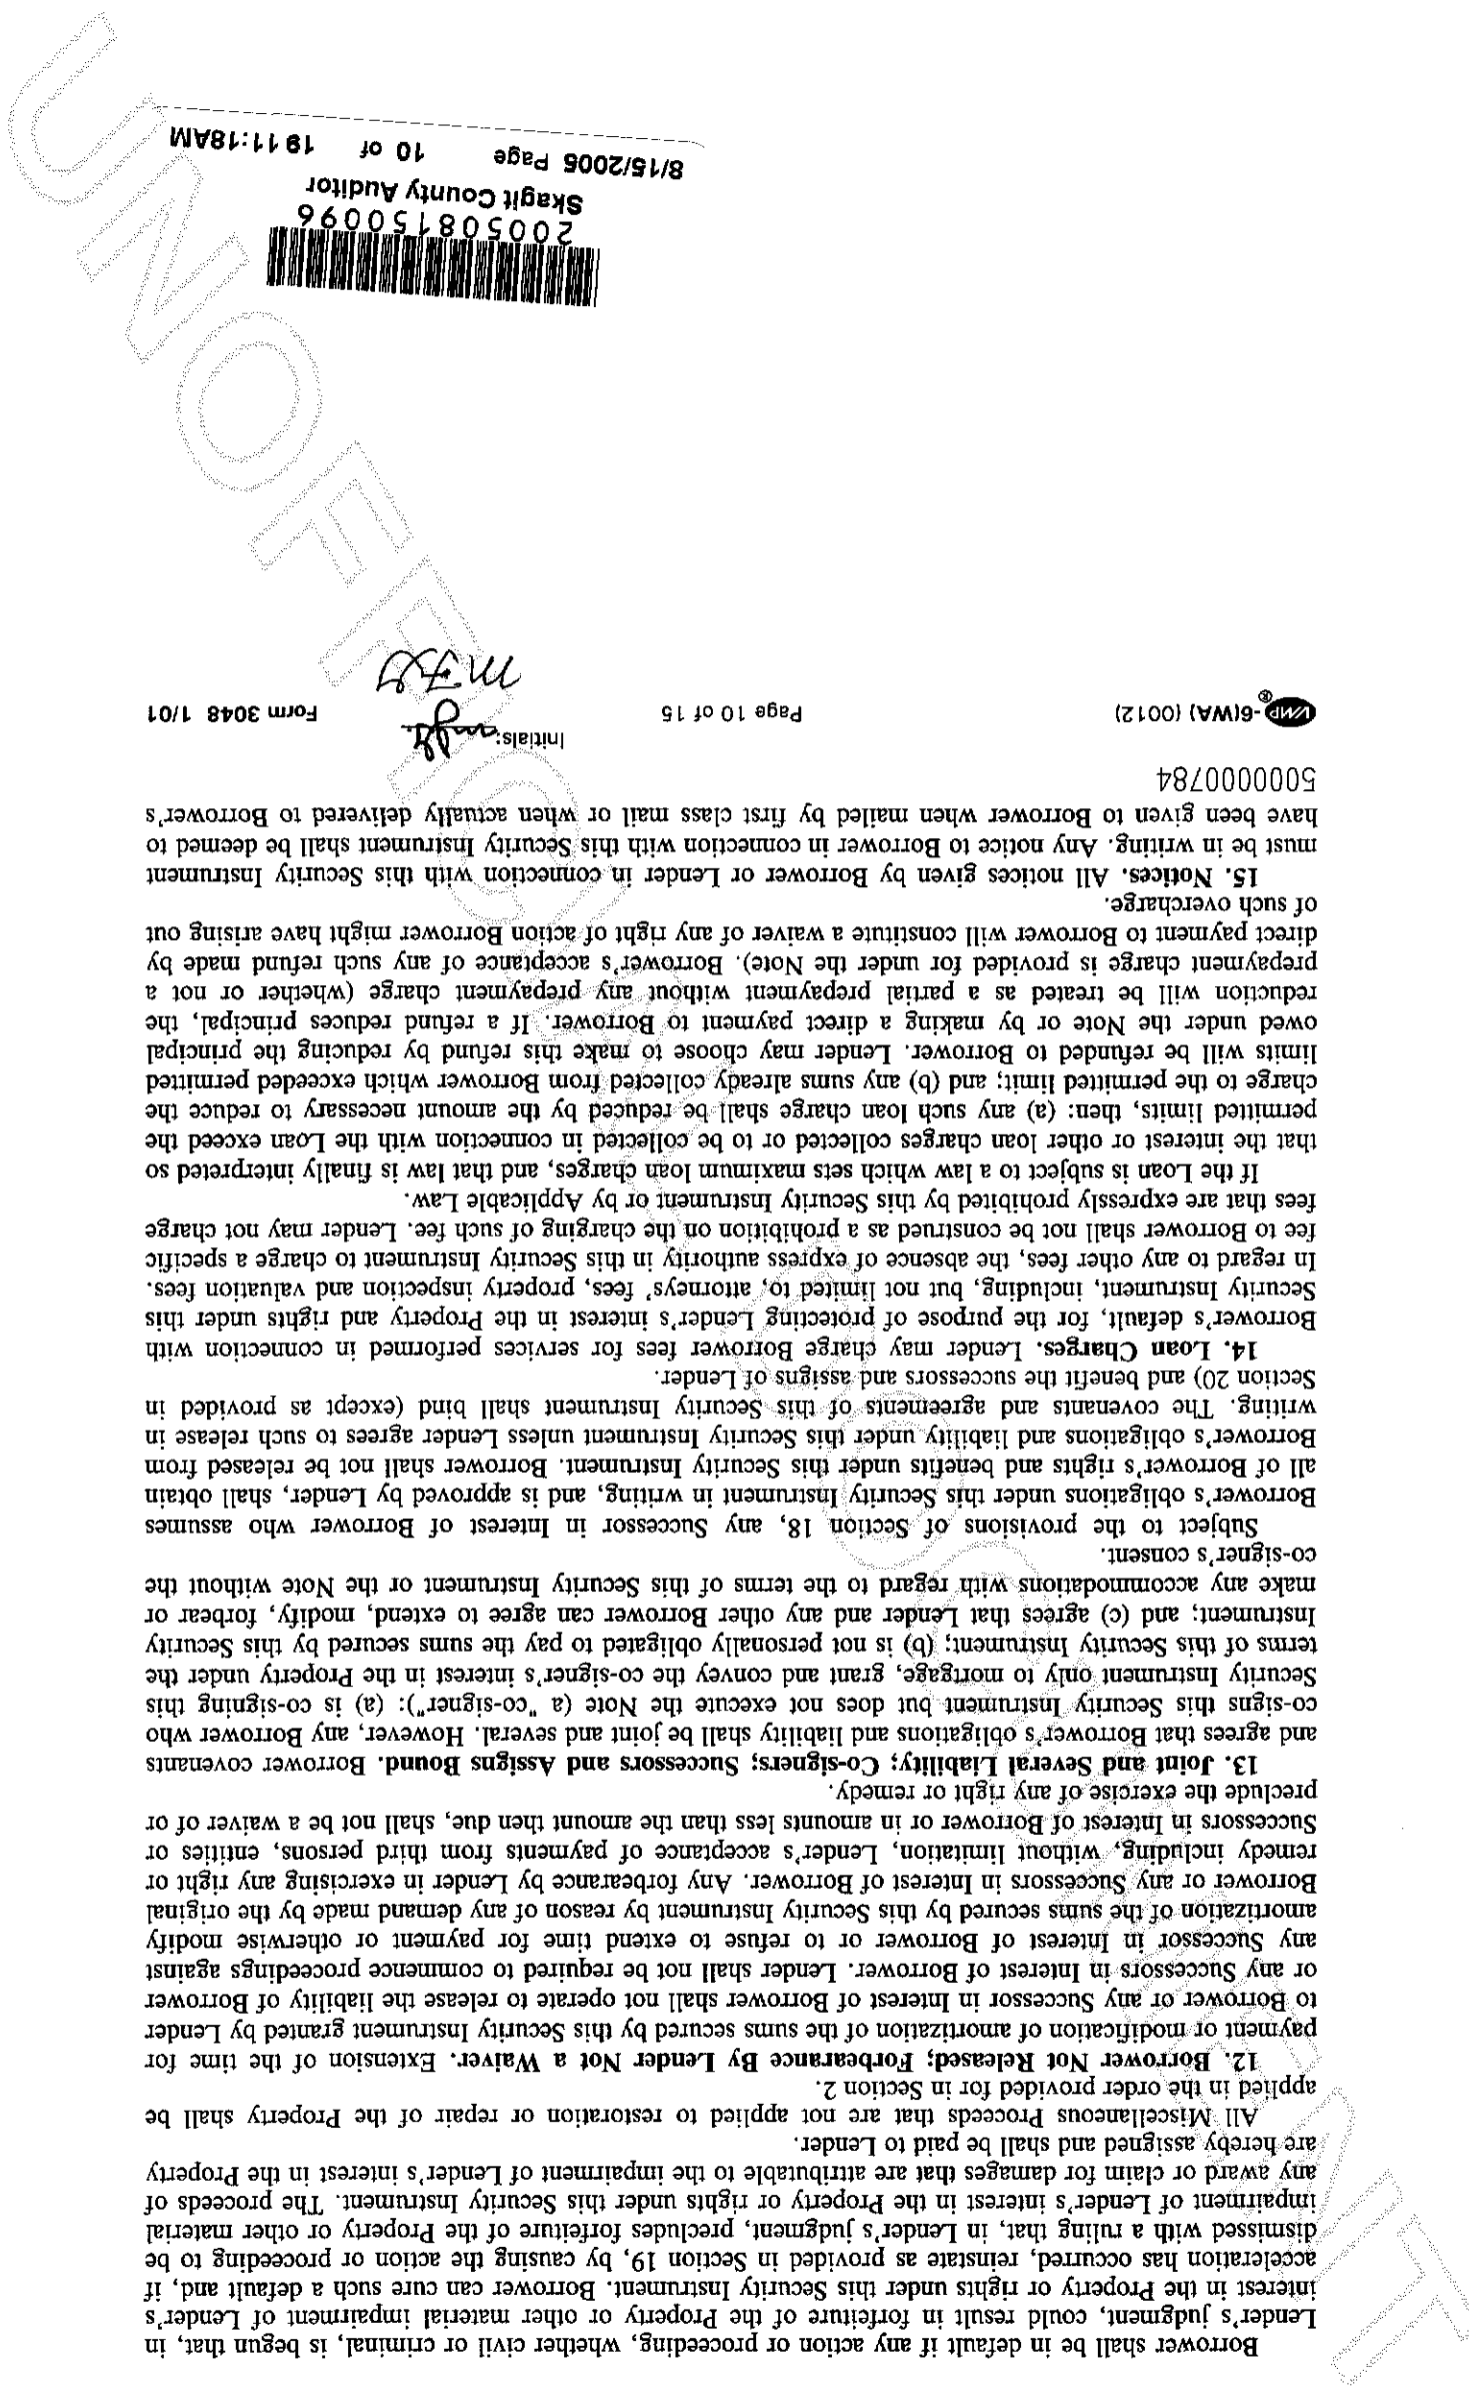 Borrower shall be in default if any action or proceeding, whether civil or criminal, is begun that, in
Lender's judgment, could result in forfeiture of the Property or other material impairment of Lender's
interest in the Property or rights under this Security Instrument. Borrower can cure such a default and, if
acceleration has occurred, reinstate as provided in Section 19, by causing the action or proceeding to be
dismissed with a ruling that, in Lender's judgment, precludes forfeiture of the Property or other material
impairment of Lender's interest in the Property or rights under this Security Instrument. The proceeds of
any award or claim for damages that are attributable to the impairment of Lender's interest in the Property
are hereby assigned and shall be paid to Lender.
All Miscellaneous Proceeds that are not applied to restoration or repair of the Property shall be
applied in the order provided for in Section 2.
12. Borrower Not Released; Forbearance By Lender Not a Waiver. Extension of the time for
payment or modification of amortization of the sums secured by this Security Instrument granted by Lender
to Borrower or any Successor in Interest of Borrower shall not operate to release the liability of Borrower
or any Successors in Interest of Borrower. Lender shall not be required to commence proceedings against
any Successor in Interest of Borrower or to refuse to extend time for payment or otherwise modify
amortization of the sums secured by this Security Instrument by reason of any demand made by the original
Borrower or any Successors in Interest of Borrower. Any forbearance by Lender in exercising any right or
remedy including, without limitation, Lender's acceptance of payments from third persons, entities or
Successors in Interest of Borrower or in amounts less than the amount then due, shall not be a waiver of or
preclude the exercise of any right or remedy.
13. Joint and Several Liability; Co-signers; Successors and Assigns Bound. Borrower covenants
and agrees that Borrower's obligations and liability shall be joint and several. However, any Borrower who
co-signs this Security Instrument but does not execute the Note (a "co-signer"): (a) is co-signing this
Security Instrument only to mortgage, grant and convey the co-signer's interest in the Property under the
terms of this Security Instrument; (b) is not personally obligated to pay the sums secured by this Security
Instrument; and (c) agrees that Lender and any other Borrower can agree to extend, modify, forbear or
make any accommodations with regard to the terms of this Security Instrument or the Note without the
co-signer's consent.
Subject to the provisions of Section 18, any Successor in Interest of Borrower who assumes
Borrower's obligations under this Security Instrument in writing, and is approved by Lender, shall obtain
all of Borrower's rights and benefits under this Security Instrument. Borrower shall not be released from
Borrower's obligations and liability under this Security Instrument unless Lender agrees to such release in
writing. The covenants and agreements of this Security Instrument shall bind (except as provided in
Section 20) and benefit the successors and assigns of Lender.
14. Loan Charges. Lender may charge Borrower fees for services performed in connection with
Borrower's default, for the purpose of protecting Lender's interest in the Property and rights under this
Security Instrument, including, but not limited to, attorneys' fees, property inspection and valuation fees.
In regard to any other fees, the absence of express authority in this Security Instrument to charge a specific
fee to Borrower shall not be construed as a prohibition on the charging of such fee. Lender may not charge
fees that are expressly prohibited by this Security Instrument or by Applicable Law.
If the Loan is subject to a law which sets maximum loan charges, and that law is finally interpreted so
that the interest or other loan charges collected or to be collected in connection with the Loan exceed the
permitted limits, then: (a) any such loan charge shall be reduced by the amount necessary to reduce the
charge to the permitted limit; and (b) any sums already collected from Borrower which exceeded permitted
limits will be refunded to Borrower. Lender may choose to make this refund by reducing the principal
owed under the Note or by making a direct payment to Borrower. If a refund reduces principal, the
reduction will be treated as a partial prepayment without any prepayment charge (whether or not a
prepayment charge is provided for under the Note). Borrower's acceptance of any such refund made by
direct payment to Borrower will constitute a waiver of any right of action Borrower might have arising out
of such overcharge.
15. Notices. All notices given by Borrower or Lender in connection with this Security Instrument
must be in writing. Any notice to Borrower in connection with this Security Instrument shall be deemed to
have been given to Borrower when mailed by first class mail or when actually delivered to Borrower's
5000000784
Initials:
VMP®-6(WA) (0012) Page 10 of 15 Form 3048 1/01
200508150096
Skagit County Auditor
8/15/2005 Page 10 of 19 11:18AM
UNOFFICIAL DOCUMENT